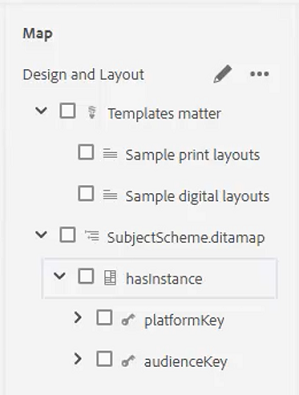 Map
Design and Layout
Templates matter
Sample print layouts
Sample digital layouts
SubjectScheme.ditamap
hasInstance
platformKey
audienceKey